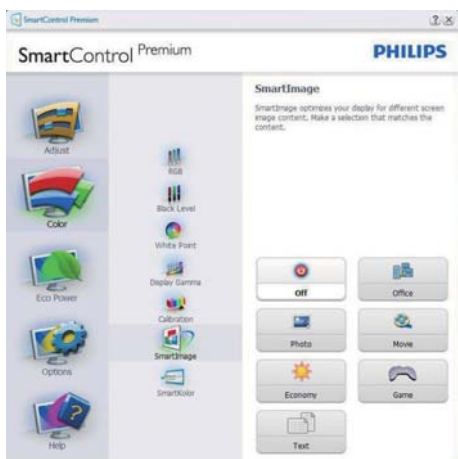 SmartControl Premium
SmartControl Premium
PHILIPS
Adjust
Color
Eco Power
Options
Help
RGB
Black Level
White Point
Display Gamma
Calibration
SmartImage
SmartKolor
SmartImage
SmartImage optimizes your display for different screen
image content. Make a selection that matches the
content.
Off
Office
Photo
Movie
Economy
Game
Text